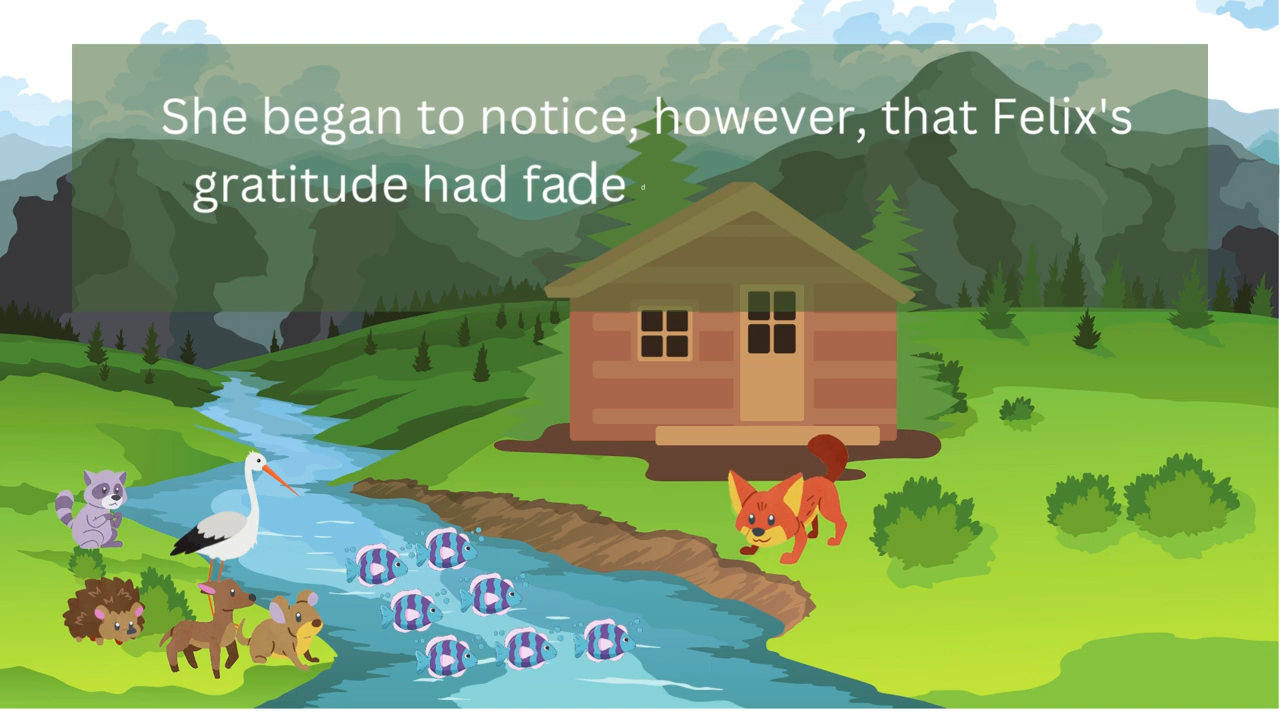 She began to notice, however, that Felix's
gratitude had fade d